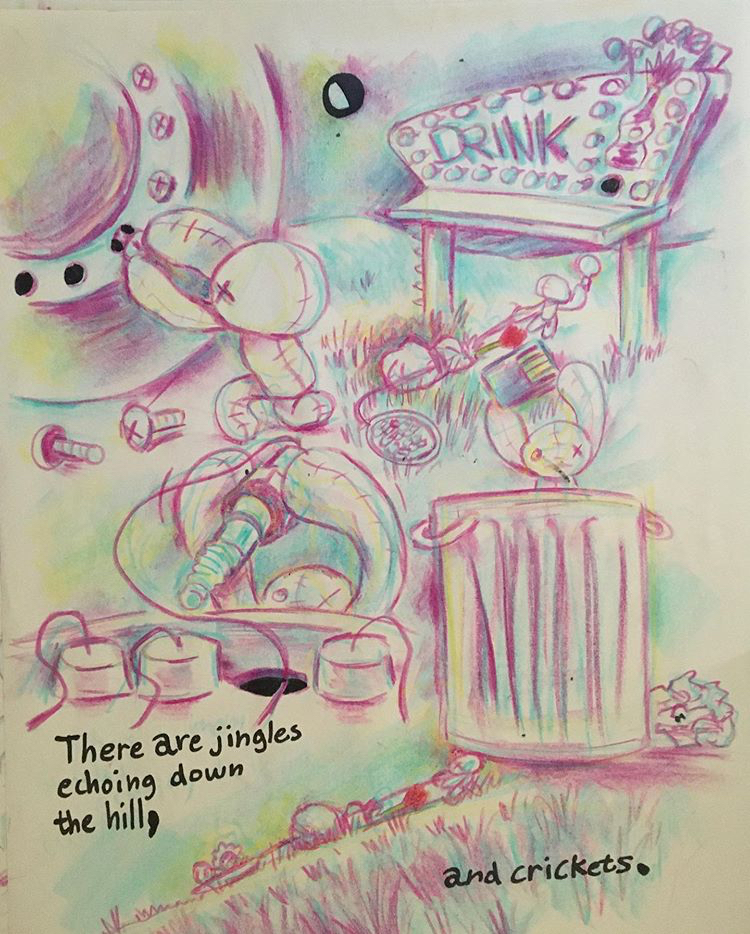 DRINK
There are jingles
echoing down
the hill,
and crickets.